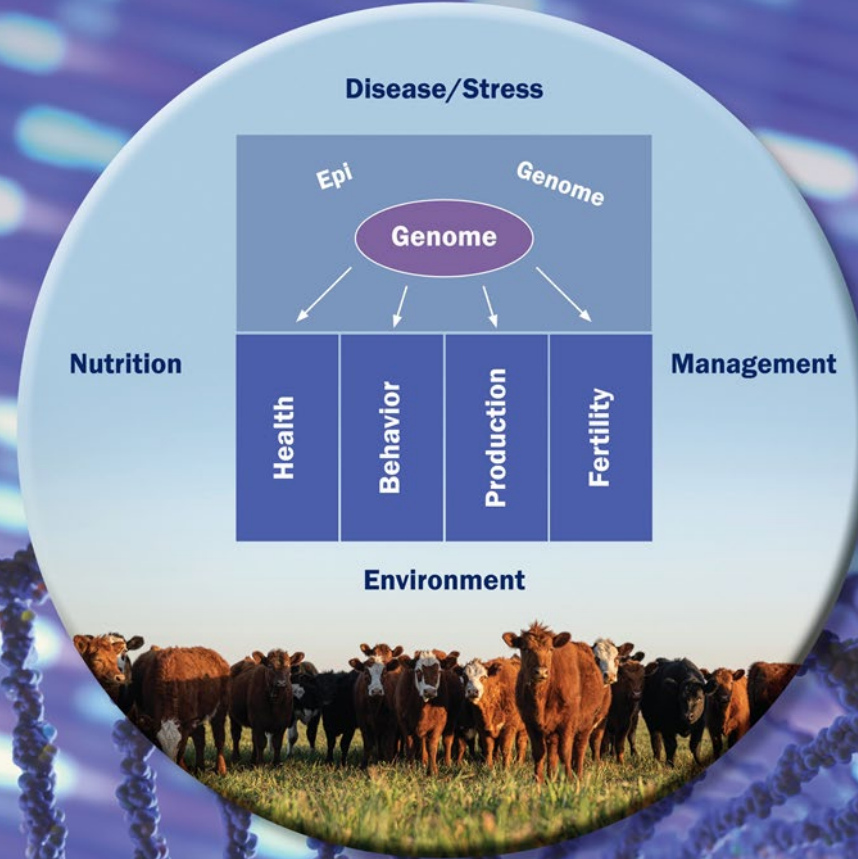 Disease/Stress
Epi Genome
Genome
Nutrition
Management
Health
Behavior
Production
Fertility
Environment